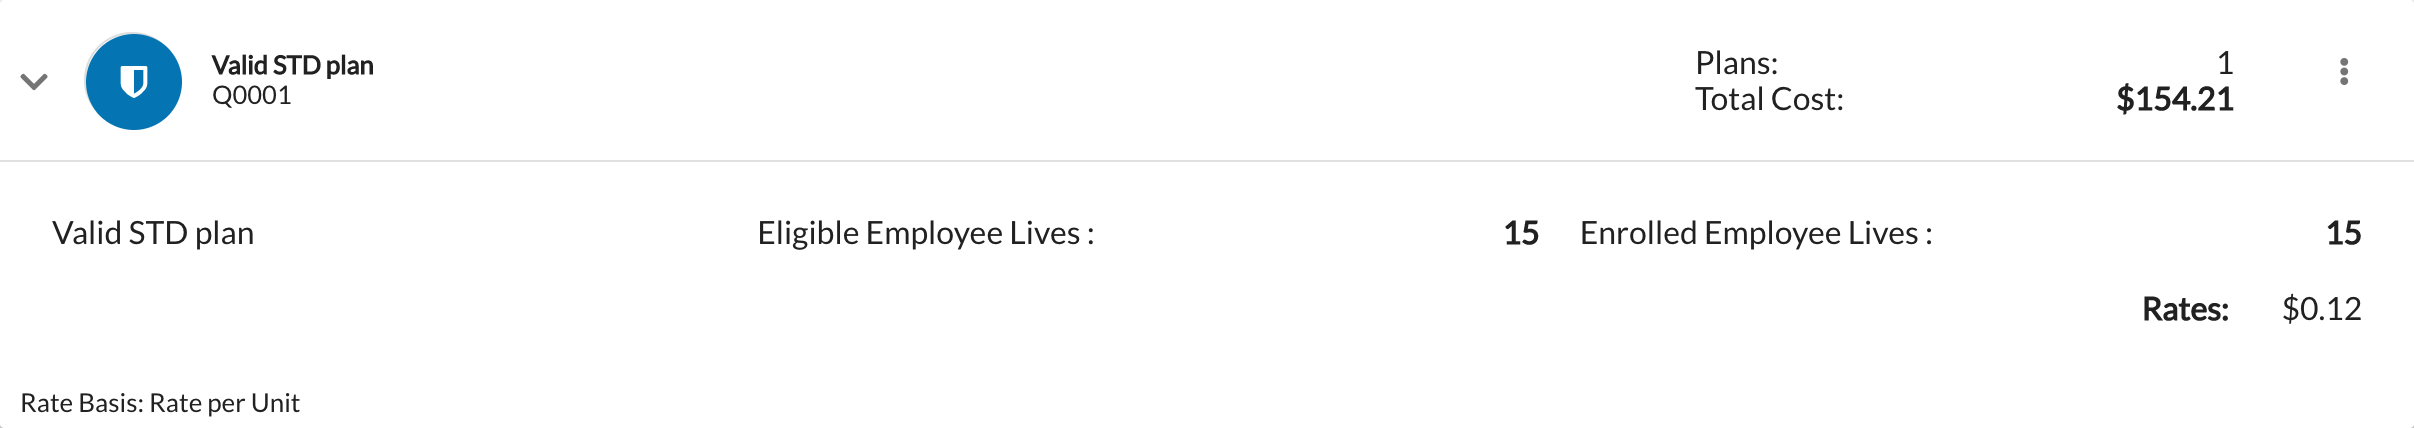 Valid STD plan
Q0001
Plans: 1
Total Cost: $154.21
Valid STD plan Eligible Employee Lives : 15 Enrolled Employee Lives : 15
Rates: $0.12
Rate Basis: Rate per Unit